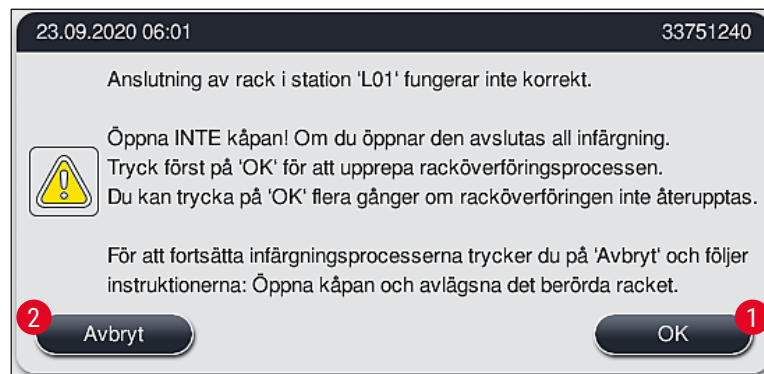 23.09.2020 06:01 33751240
Anslutning av rack i station 'L01' fungerar inte korrekt.
Öppna INTE kåpan! Om du öppnar den avslutas all infärgning.
Tryck först på 'OK' för att upprepa racköverföringsprocessen.
Du kan trycka på 'OK' flera gånger om racköverföringen inte återupptas.
För att fortsätta infärgningsprocesserna trycker du på 'Avbryt' och följer
instruktionerna: Öppna kåpan och avlägsna det berörda racket.
2 Avbryt OK 1